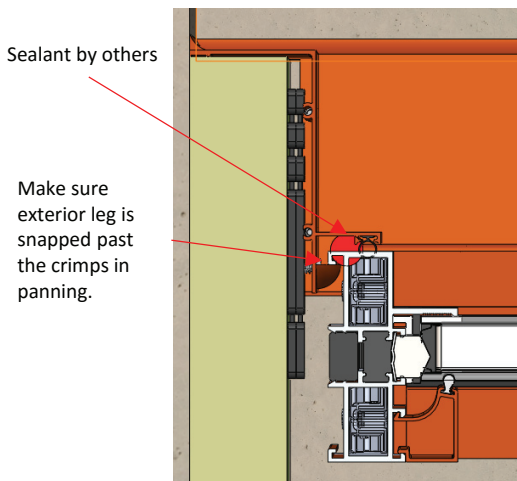 Sealant by others
Make sure
exterior leg is
snapped past
the crimps in
panning.